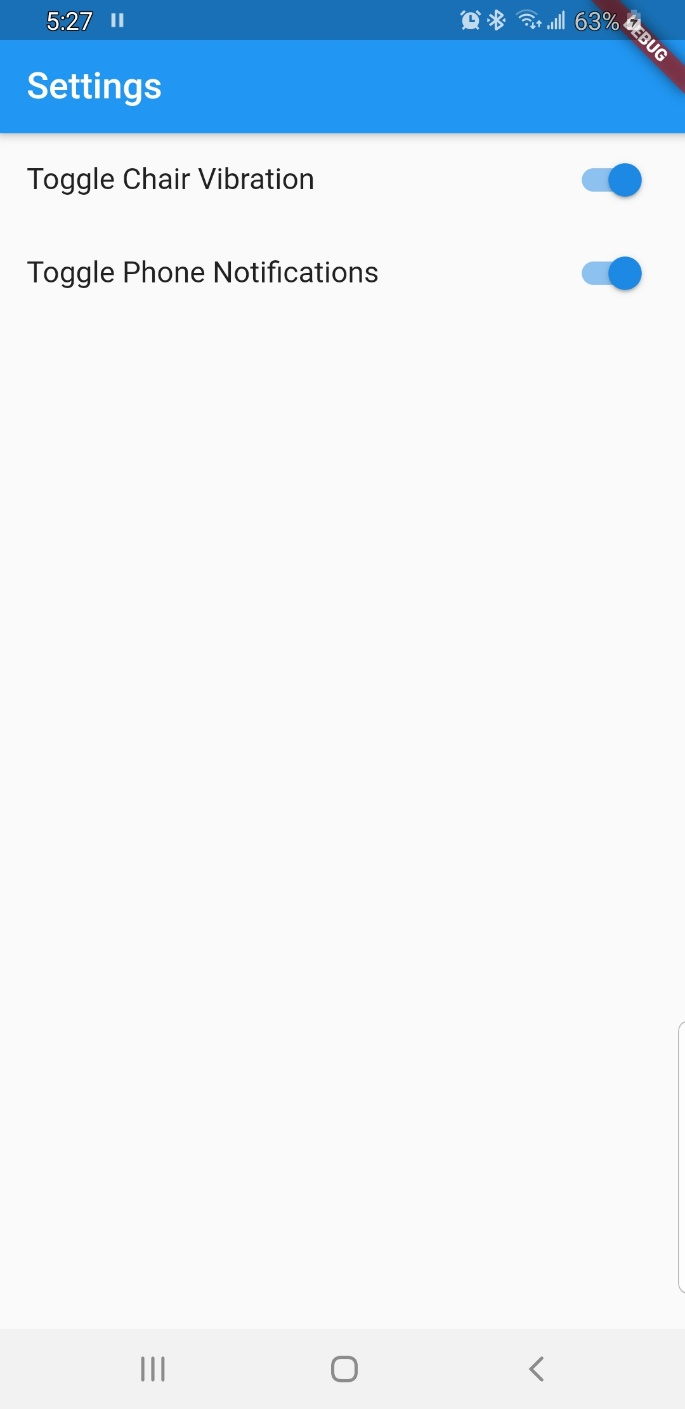 5:27 63%
DEBUG
Settings
Toggle Chair Vibration
Toggle Phone Notifications